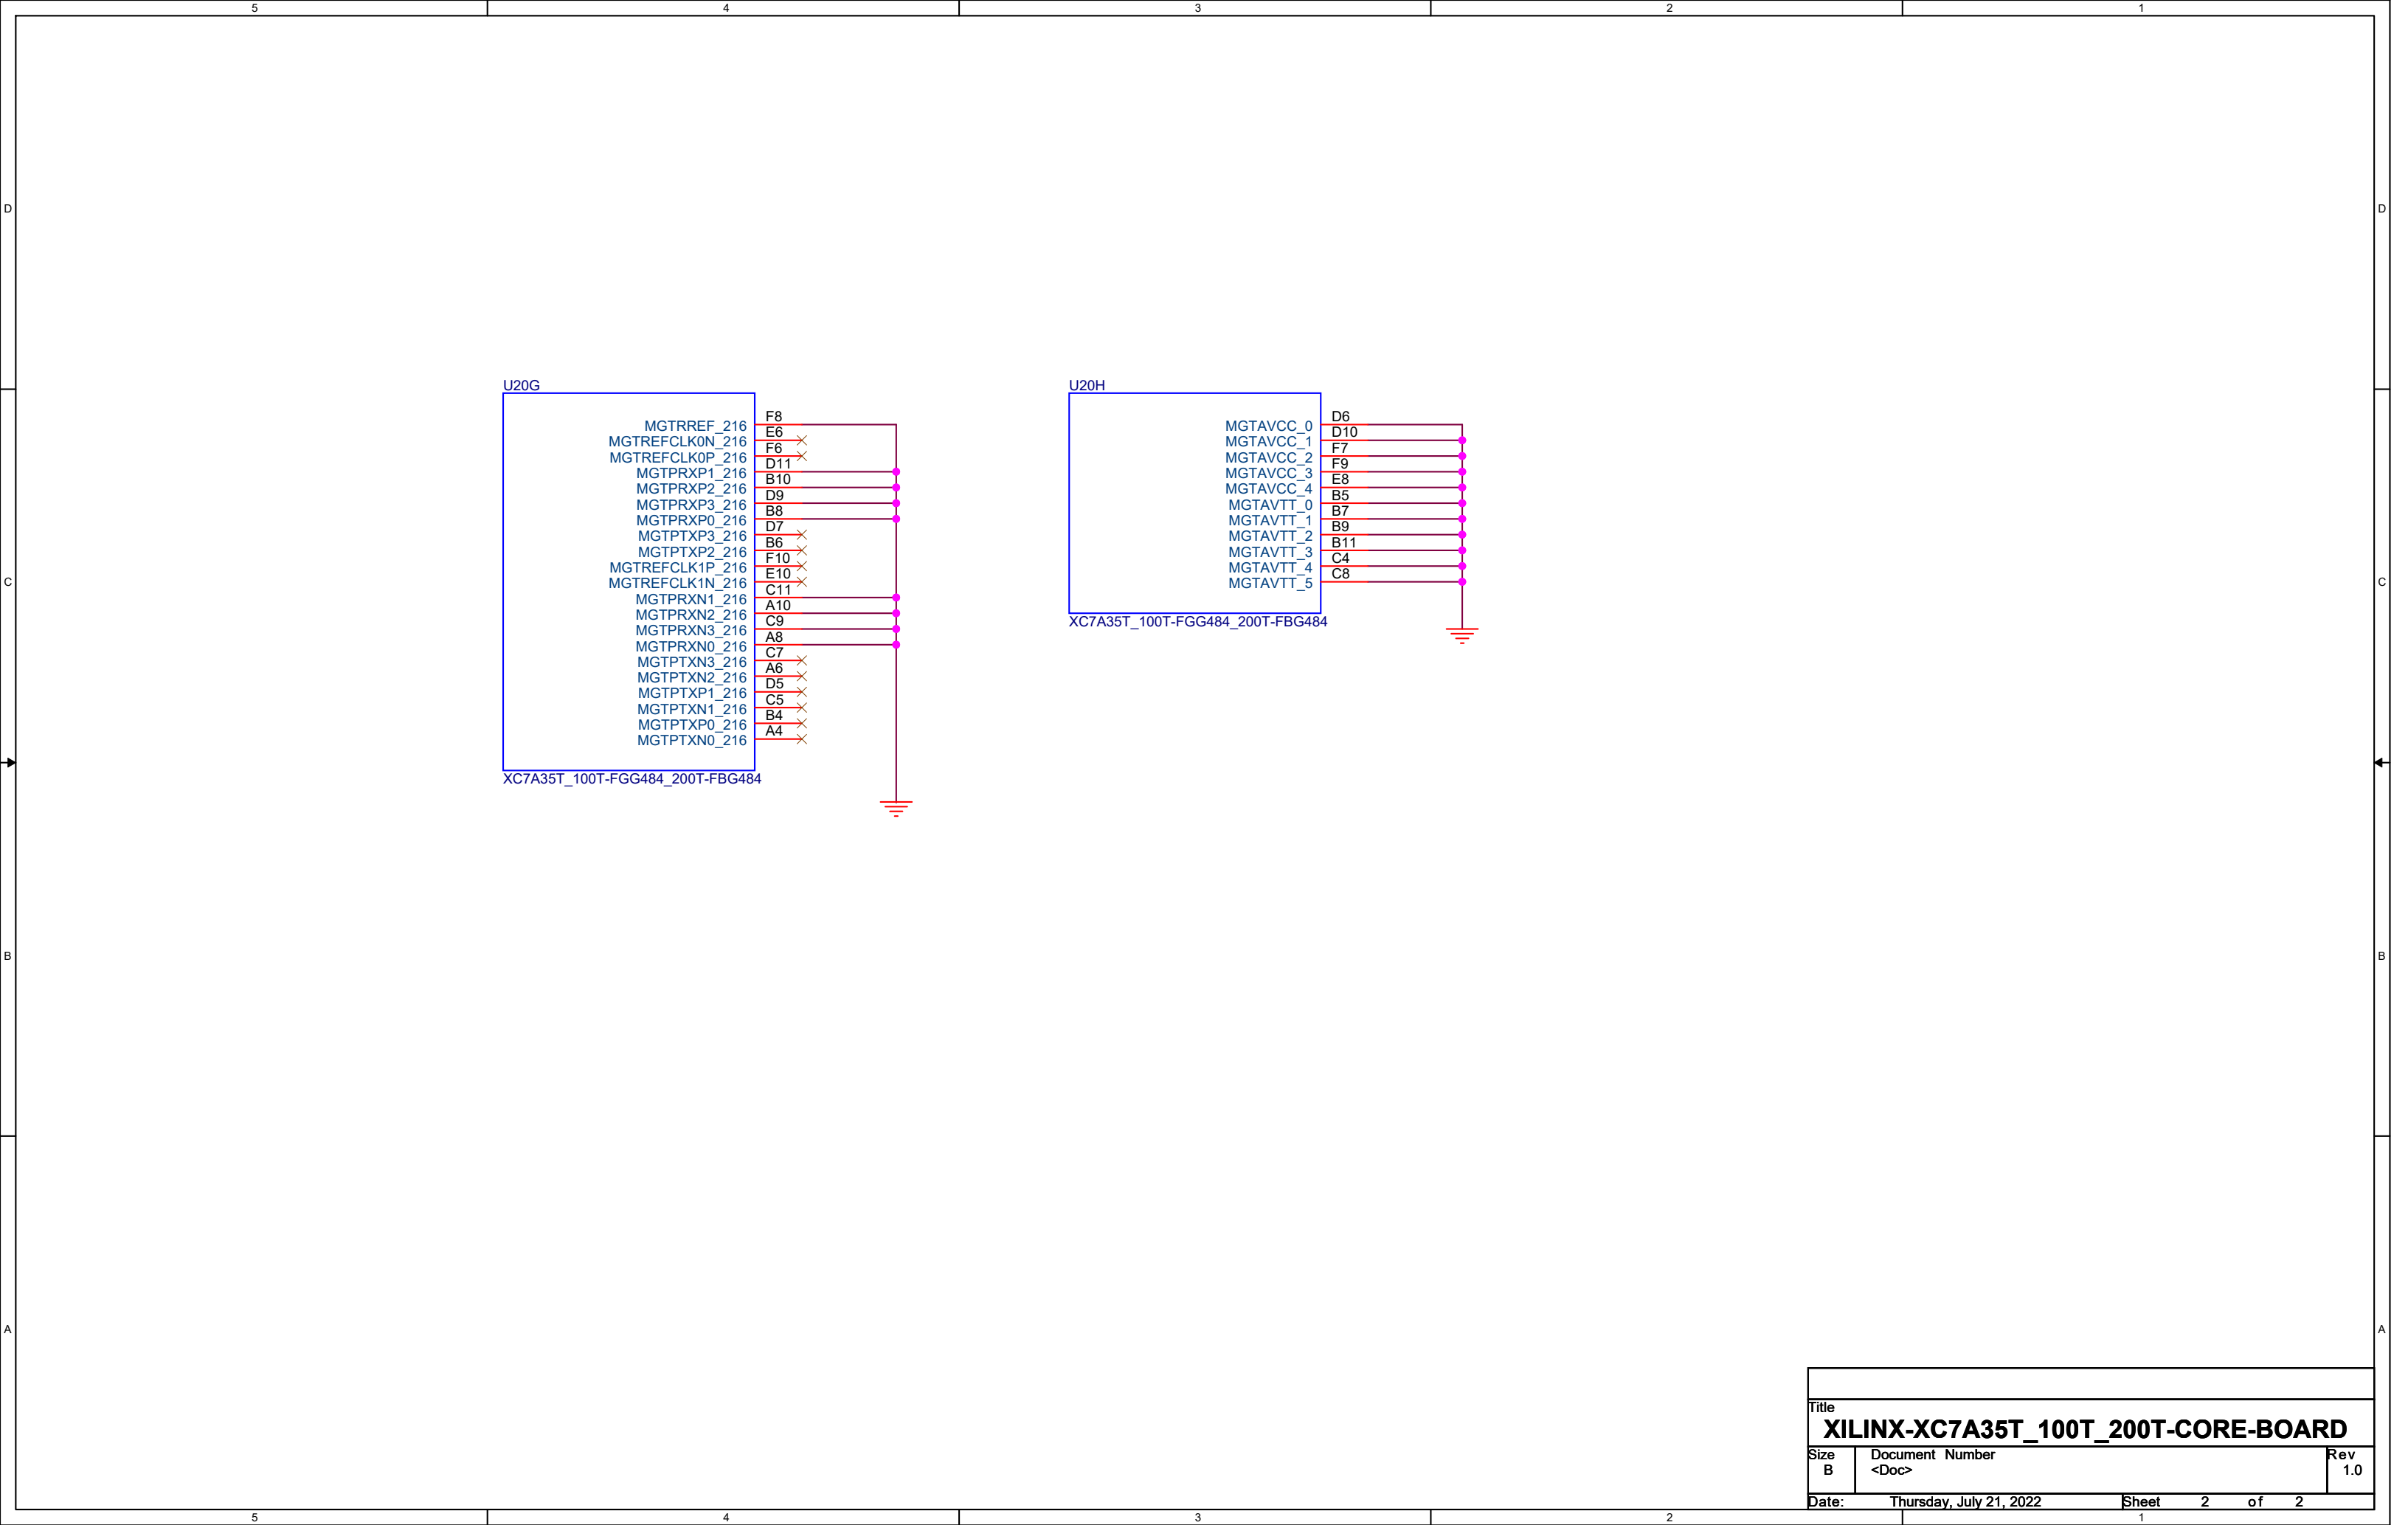 5 4 3 2 1
D D
U20G U20H
F8
MGTRREF_216
E6
MGTREFCLK0N_216
F6
MGTREFCLK0P_216
D11
MGTPRXP1_216
B10
MGTPRXP2_216
D9
MGTPRXP3_216
B8
MGTPRXP0_216
D7
MGTPTXP3_216
B6
MGTPTXP2_216
F10
MGTREFCLK1P_216
E10
MGTREFCLK1N_216
C11
MGTPRXN1_216
A10
MGTPRXN2_216
C9
MGTPRXN3_216
A8
MGTPRXN0_216
C7
MGTPTXN3_216
A6
MGTPTXN2_216
D5
MGTPTXP1_216
C5
MGTPTXN1_216
B4
MGTPTXP0_216
A4
MGTPTXN0_216
XC7A35T_100T-FGG484_200T-FBG484
D6
MGTAVCC_0
D10
MGTAVCC_1
F7
MGTAVCC_2
F9
MGTAVCC_3
E8
MGTAVCC_4
B5
MGTAVTT_0
B7
MGTAVTT_1
B9
MGTAVTT_2
B11
MGTAVTT_3
C4
MGTAVTT_4
C8
MGTAVTT_5
XC7A35T_100T-FGG484_200T-FBG484
C C
B B
A A
Title
XILINX-XC7A35T_100T_200T-CORE-BOARD
Size Document Number Rev
B <Doc> 1.0
Date: Thursday, July 21, 2022 Sheet 2 of 2
5 4 3 2 1